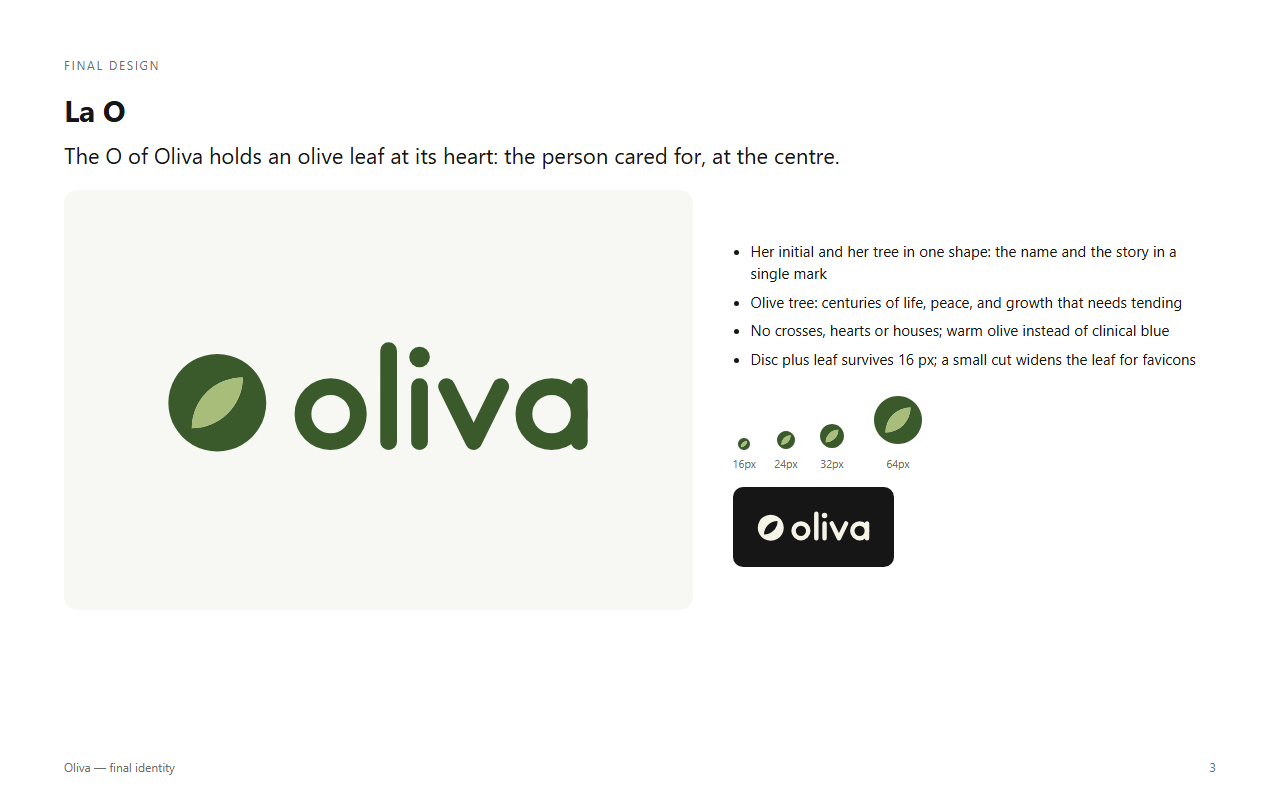 FINAL DESIGN
La O
The O of Oliva holds an olive leaf at its heart: the person cared for, at the centre.
oliva
• Her initial and her tree in one shape: the name and the story in a
single mark
• Olive tree: centuries of life, peace, and growth that needs tending
• No crosses, hearts or houses; warm olive instead of clinical blue
• Disc plus leaf survives 16 px; a small cut widens the leaf for favicons
16px 24px 32px 64px
oliva
Oliva — final identity 3